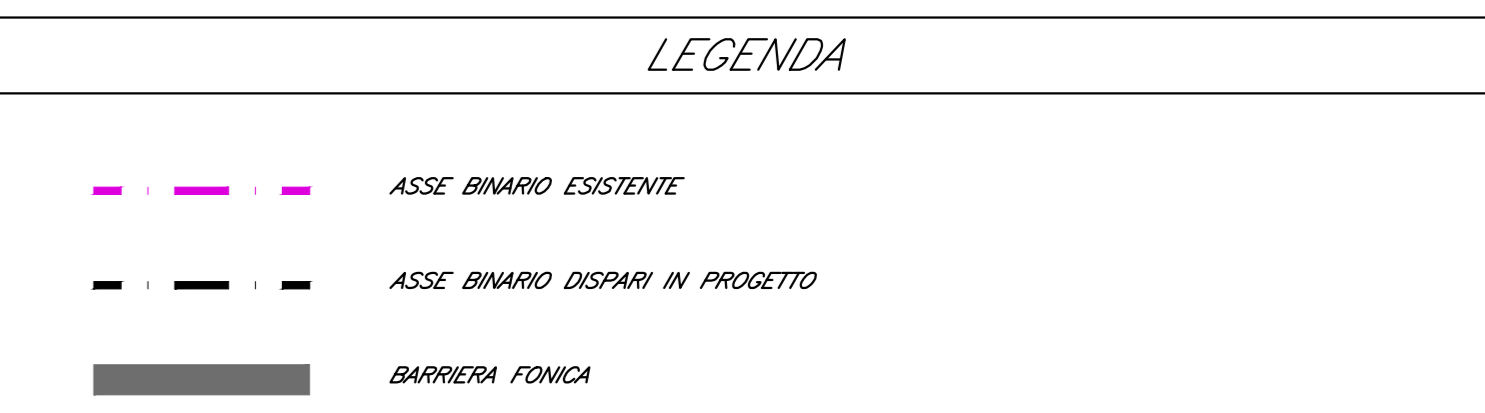 LEGENDA
ASSE BINARIO ESISTENTE
ASSE BINARIO DISPARI IN PROGETTO
BARRIERA FONICA